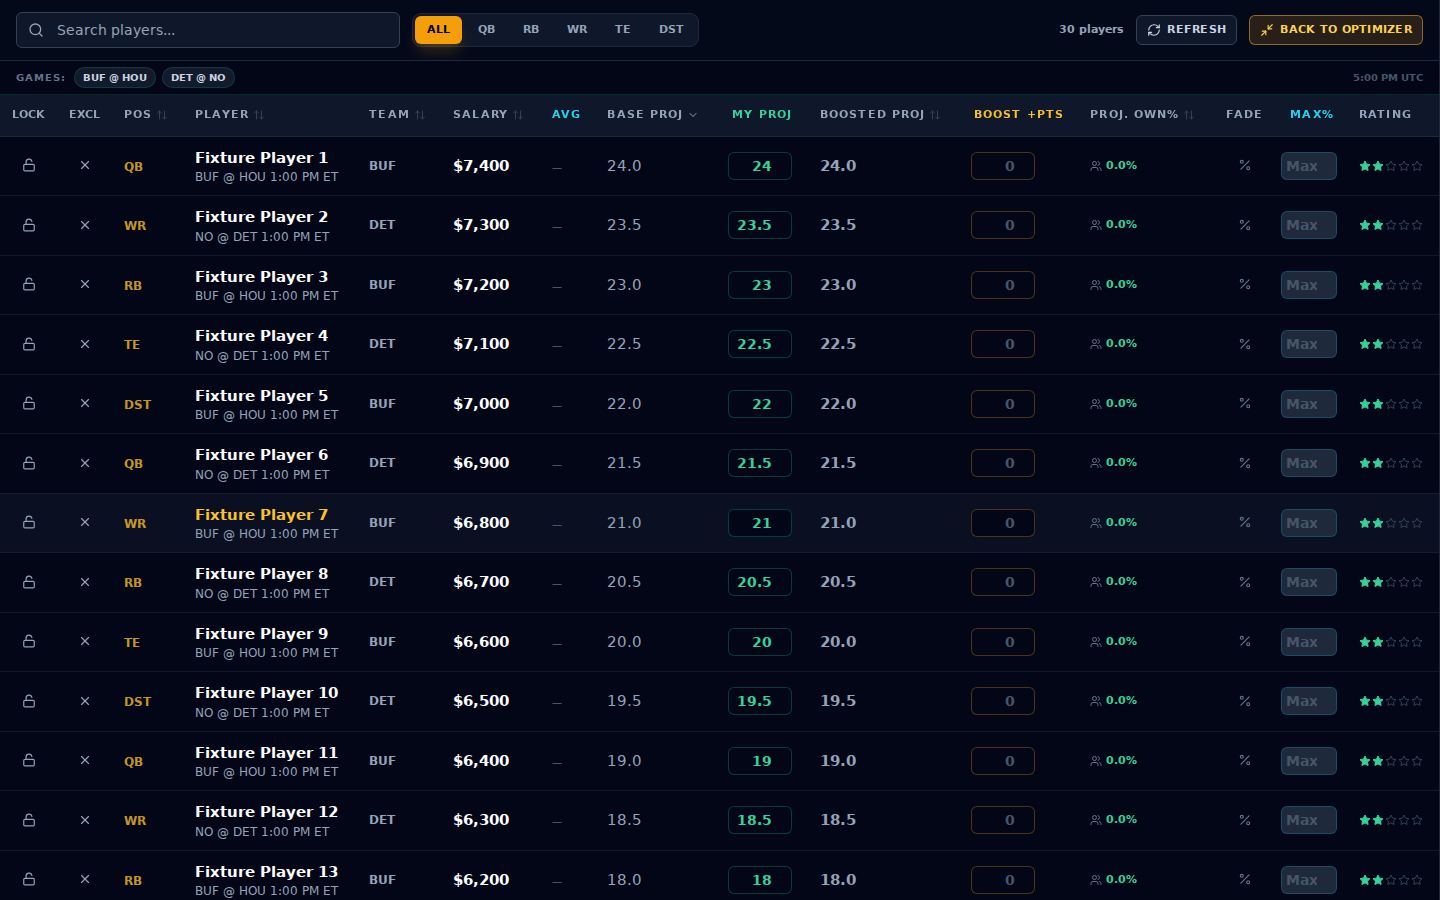 Search players... ALL QB RB WR TE DST 30 players REFRESH BACK TO OPTIMIZER
GAMES: BUF @ HOU DET @ NO 5:00 PM UTC
LOCK EXCL POS PLAYER TEAM SALARY AVG BASE PROJ MY PROJ BOOSTED PROJ BOOST +PTS PROJ. OWN% FADE MAX% RATING
QB Fixture Player 1 BUF $7,400 — 24.0 24 24.0 0 0.0% Max
BUF @ HOU 1:00 PM ET
WR Fixture Player 2 DET $7,300 — 23.5 23.5 23.5 0 0.0% Max
NO @ DET 1:00 PM ET
RB Fixture Player 3 BUF $7,200 — 23.0 23 23.0 0 0.0% Max
BUF @ HOU 1:00 PM ET
TE Fixture Player 4 DET $7,100 — 22.5 22.5 22.5 0 0.0% Max
NO @ DET 1:00 PM ET
DST Fixture Player 5 BUF $7,000 — 22.0 22 22.0 0 0.0% Max
BUF @ HOU 1:00 PM ET
QB Fixture Player 6 DET $6,900 — 21.5 21.5 21.5 0 0.0% Max
NO @ DET 1:00 PM ET
WR Fixture Player 7 BUF $6,800 — 21.0 21 21.0 0 0.0% Max
BUF @ HOU 1:00 PM ET
RB Fixture Player 8 DET $6,700 — 20.5 20.5 20.5 0 0.0% Max
NO @ DET 1:00 PM ET
TE Fixture Player 9 BUF $6,600 — 20.0 20 20.0 0 0.0% Max
BUF @ HOU 1:00 PM ET
DST Fixture Player 10 DET $6,500 — 19.5 19.5 19.5 0 0.0% Max
NO @ DET 1:00 PM ET
QB Fixture Player 11 BUF $6,400 — 19.0 19 19.0 0 0.0% Max
BUF @ HOU 1:00 PM ET
WR Fixture Player 12 DET $6,300 — 18.5 18.5 18.5 0 0.0% Max
NO @ DET 1:00 PM ET
RB Fixture Player 13 BUF $6,200 — 18.0 18 18.0 0 0.0% Max
BUF @ HOU 1:00 PM ET